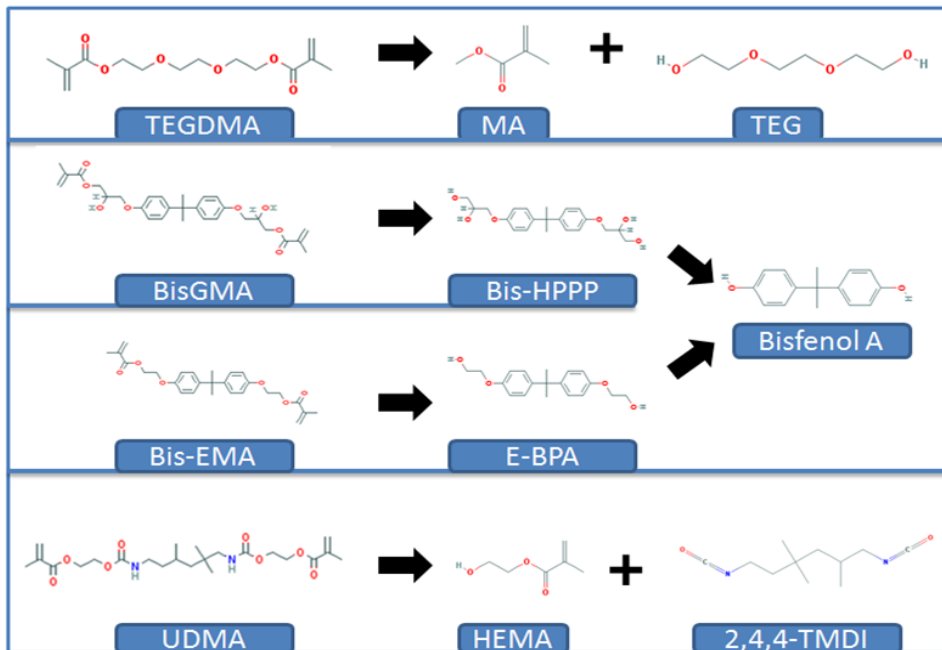 TEGDMA
MA
+
TEG
BisGMA
Bis-HPPP
Bisfenol A
Bis-EMA
E-BPA
UDMA
HEMA
+
2,4,4-TMDI